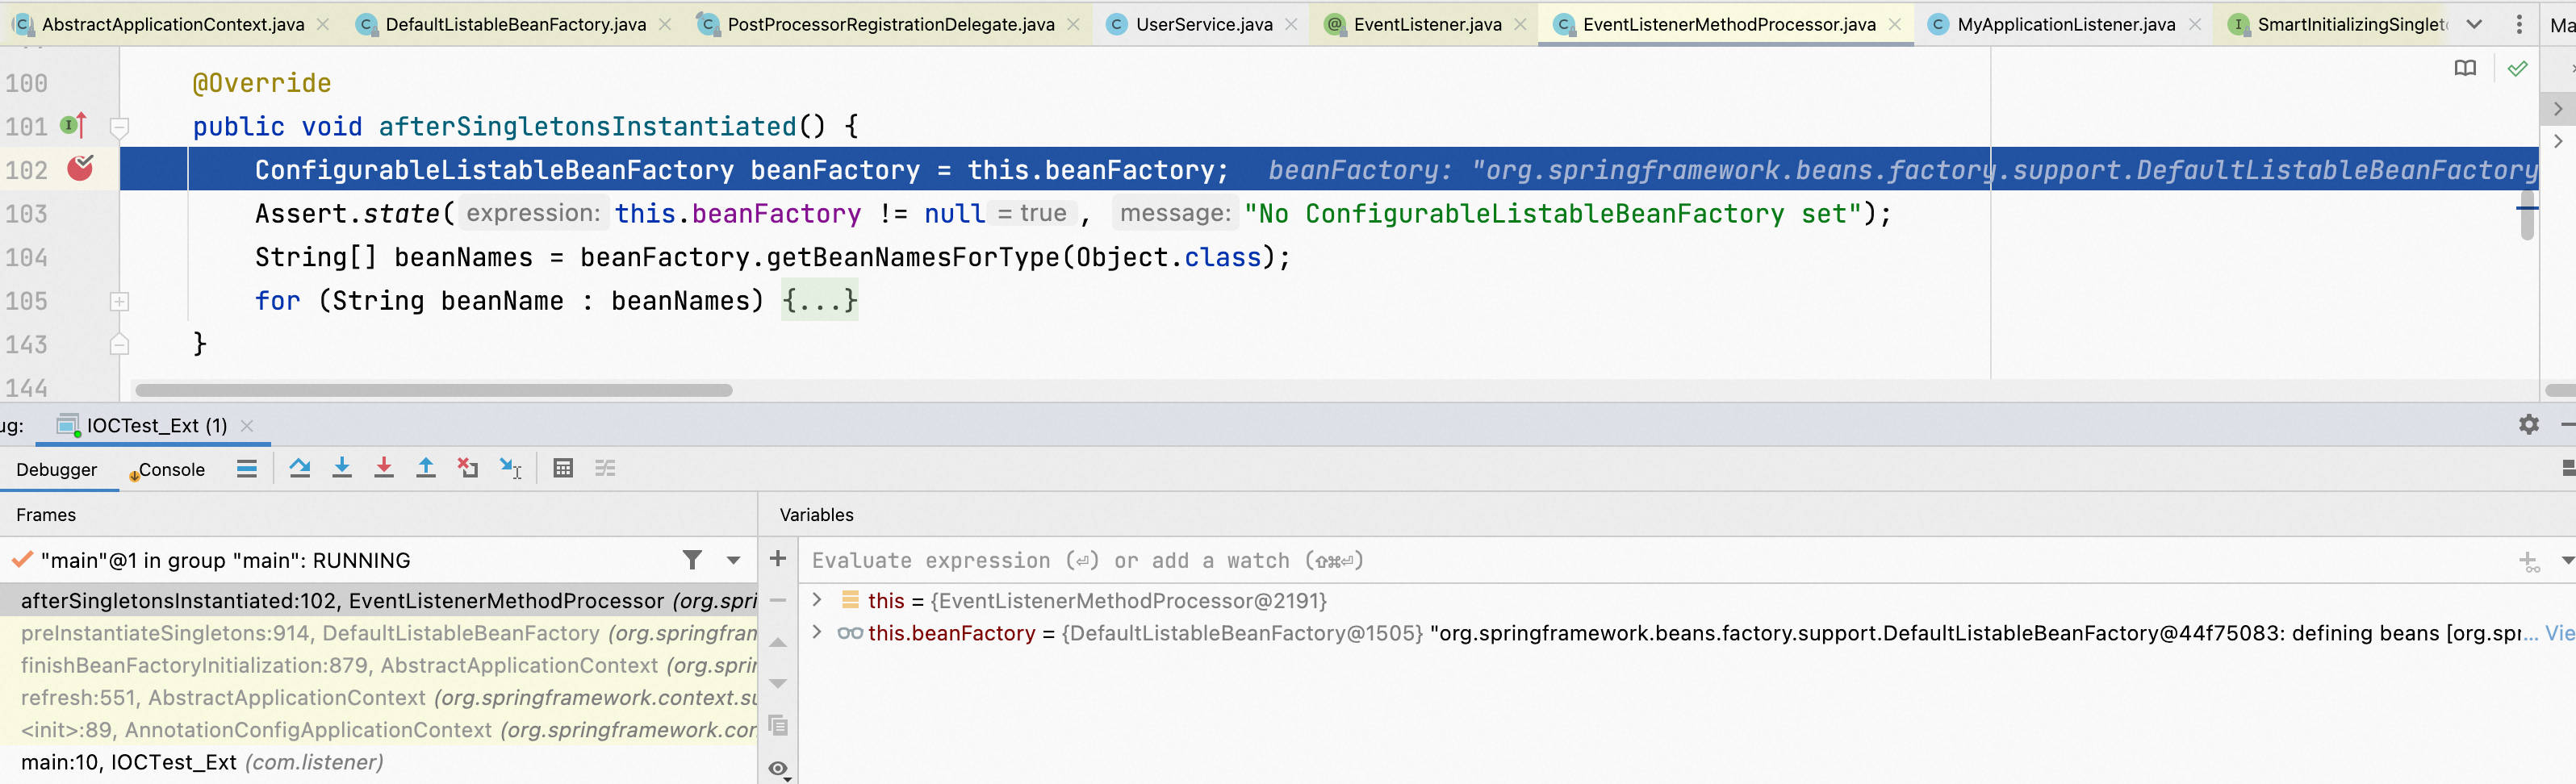 AbstractApplicationContext.java DefaultListableBeanFactory.java PostProcessorRegistrationDelegate.java UserService.java EventListener.java EventListenerMethodProcessor.java MyApplicationListener.java SmartInitializingSinglet Ma
100 @Override
101 public void afterSingletonsInstantiated() {
102 ConfigurableListableBeanFactory beanFactory = this.beanFactory; beanFactory: "org.springframework.beans.factory.support.DefaultListableBeanFactory
103 Assert.state( expression: this.beanFactory != null = true , message: "No ConfigurableListableBeanFactory set");
104 String[] beanNames = beanFactory.getBeanNamesForType(Object.class);
105 for (String beanName : beanNames) {...}
143 }
144
ug: IOCTest_Ext (1)
Debugger Console
Frames Variables
"main"@1 in group "main": RUNNING
Evaluate expression (⏎) or add a watch (⇧⌘⏎)
afterSingletonsInstantiated:102, EventListenerMethodProcessor (org.spri
this = {EventListenerMethodProcessor@2191}
preInstantiateSingletons:914, DefaultListableBeanFactory (org.springfran
this.beanFactory = {DefaultListableBeanFactory@1505} "org.springframework.beans.factory.support.DefaultListableBeanFactory@44f75083: defining beans [org.spr... Vie
finishBeanFactoryInitialization:879, AbstractApplicationContext (org.sprin
refresh:551, AbstractApplicationContext (org.springframework.context.su
<init>:89, AnnotationConfigApplicationContext (org.springframework.cor
main:10, IOCTest_Ext (com.listener)